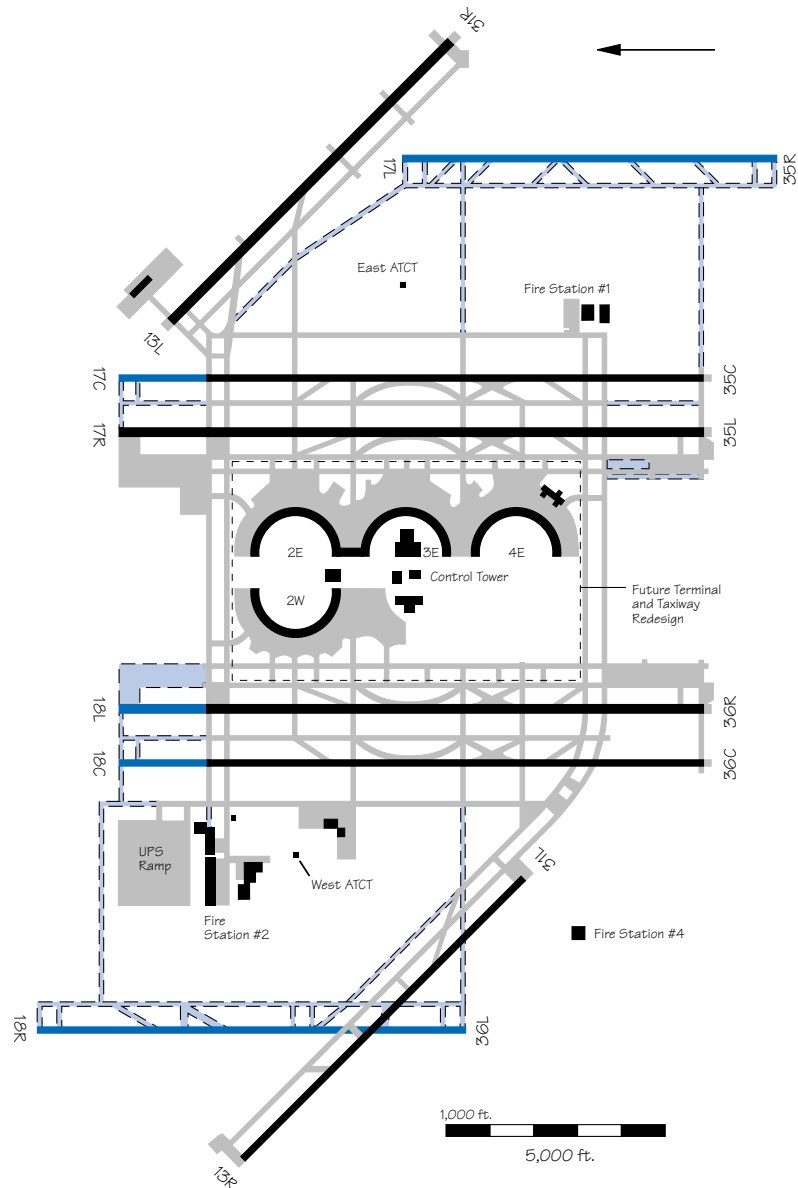 31R
17L
35R
East ATCT
Fire Station #1
13L
17C
35C
17R
35L
2E
3E
4E
Control Tower
2W
Future Terminal
and Taxiway
Redesign
18L
36R
18C
36C
UPS
Ramp
31L
West ATCT
Fire
Station #2
Fire Station #4
18R
36L
1,000 ft.
5,000 ft.
13R